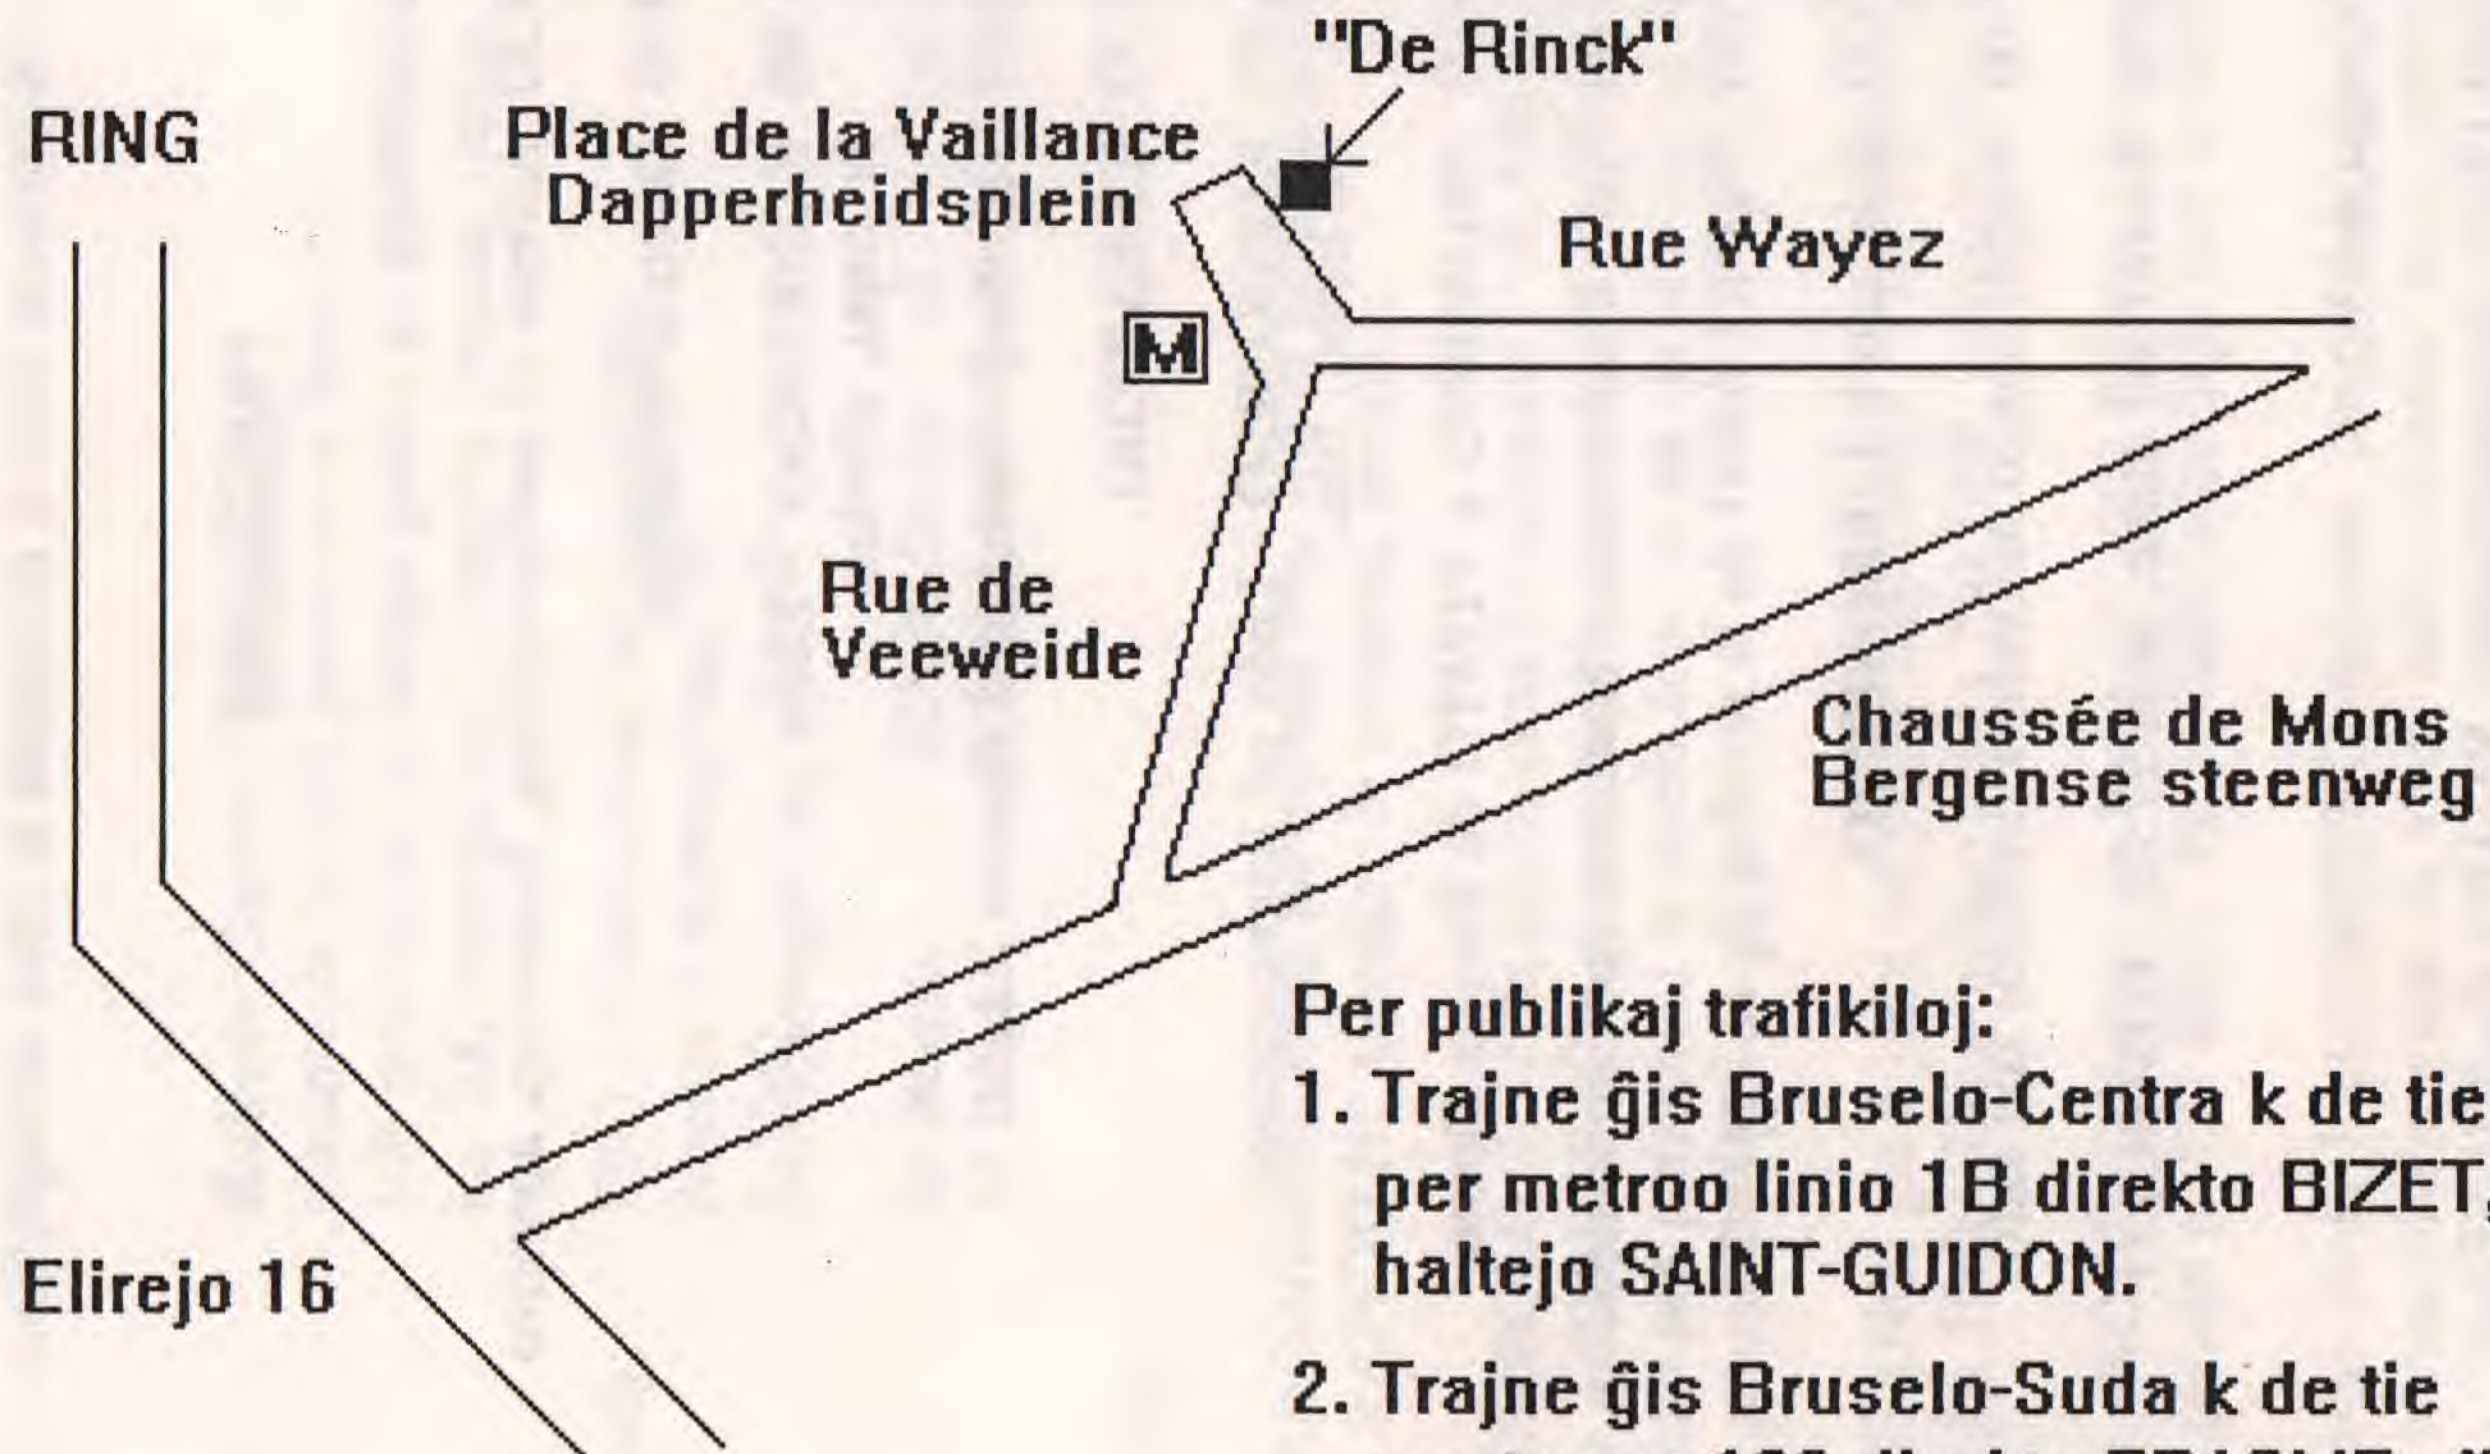 "De Rinck"
RING
Place de la Vaillance
Dapperheidsplein
Rue Wayez
M
Rue de
Veeweide
Chaussée de Mons
Bergense steenweg
Per publikaj trafikiloj:
1. Trajne ĝis Bruselo-Centra k de tie
per metroo linio 1B direkto BIZET,
haltejo SAINT-GUIDON.
Elirejo 16
2. Trajne ĝis Bruselo-Suda k de tie